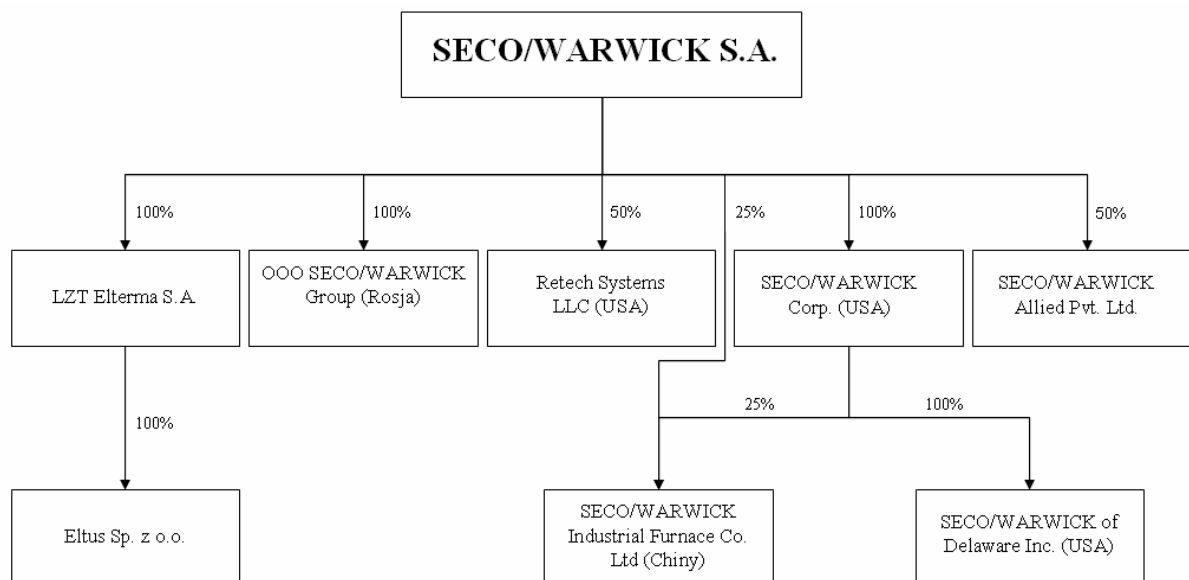 SECO/WARWICK S.A.
100%
100%
50%
25%
100%
50%
LZT Elterma S.A.
OOO SECO/WARWICK
Group (Rosja)
Retech Systems
LLC (USA)
SECO/WARWICK
Corp. (USA)
SECO/WARWICK
Allied Pvt. Ltd.
100%
25%
100%
Eltus Sp. z o.o.
SECO/WARWICK
Industrial Furnace Co.
Ltd (Chiny)
SECO/WARWICK of
Delaware Inc. (USA)